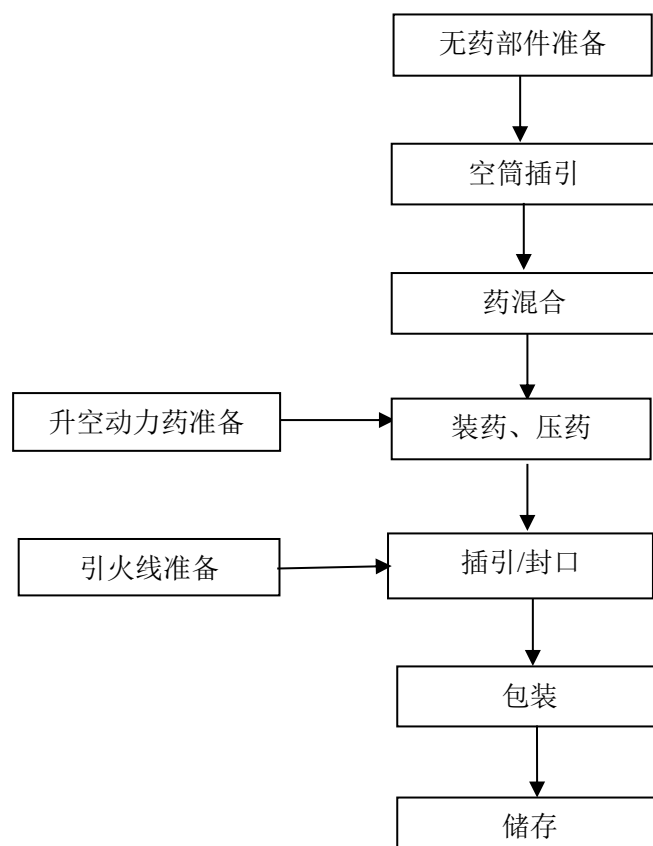 无药部件准备
空筒插引
药混合
升空动力药准备
装药、压药
引火线准备
插引/封口
包装
储存